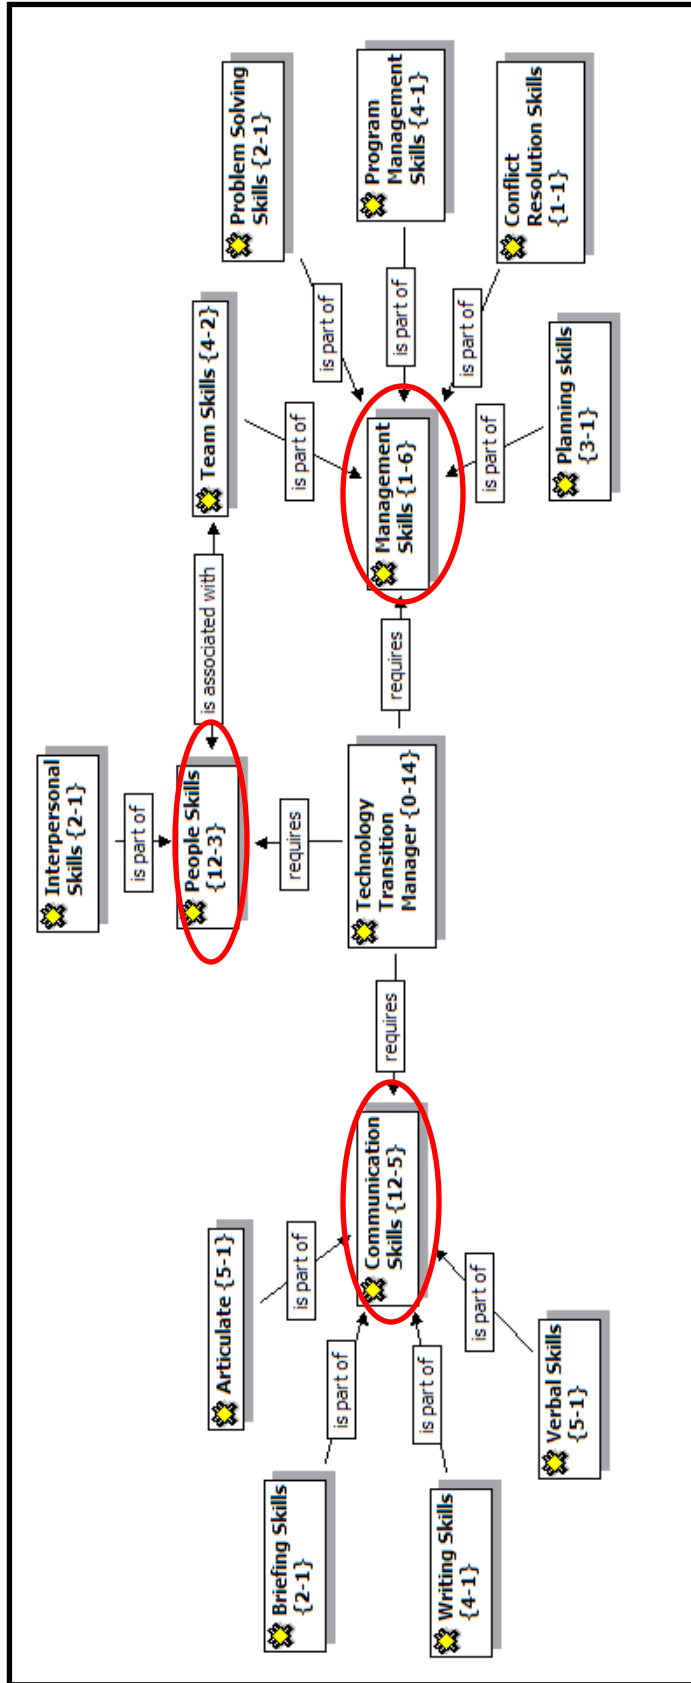 Interpersonal
Skills {2-1}
is part of
People Skills
{12-3}
is associated with
Team Skills {4-2}
Problem Solving
Skills {2-1}
Articulate {5-1}
is part of
requires
is part of
is part of
Briefing Skills
{2-1}
is part of
Communication
Skills {12-5}
requires
Technology
Transition
Manager {0-14}
requires
Management
Skills {1-6}
is part of
Program
Management
Skills {4-1}
Writing Skills
{4-1}
is part of
is part of
Verbal Skills
{5-1}
is part of
Planning skills
{3-1}
is part of
Conflict
Resolution Skills
{1-1}